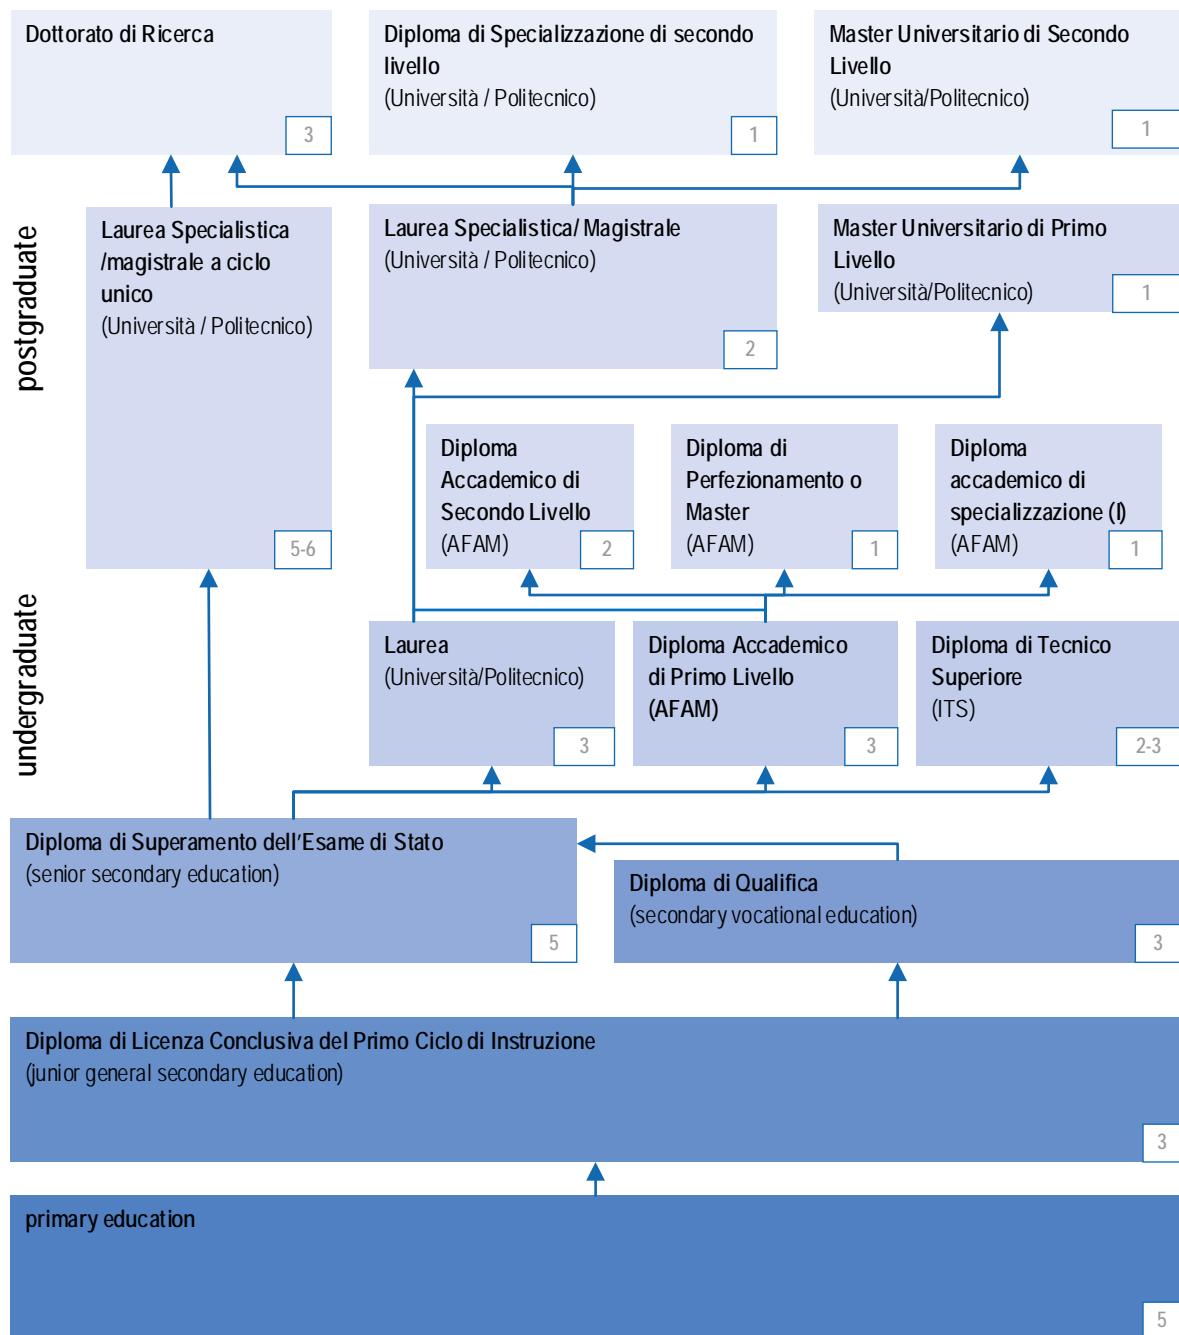 Dottorato di Ricerca
3
Diploma di Specializzazione di secondo
livello
(Università / Politecnico)
1
Master Universitario di Secondo
Livello
(Università/Politecnico)
1
postgraduate
Laurea Specialistica
/magistrale a ciclo
unico
(Università / Politecnico)
5-6
Laurea Specialistica/ Magistrale
(Università / Politecnico)
2
Master Universitario di Primo
Livello
(Università/Politecnico)
1
Diploma
Accademico di
Secondo Livello
(AFAM)
2
Diploma di
Perfezionamento o
Master
(AFAM)
1
Diploma
accademico di
specializzazione (I)
(AFAM)
1
undergraduate
Laurea
(Università/Politecnico)
3
Diploma Accademico
di Primo Livello
(AFAM)
3
Diploma di Tecnico
Superiore
(ITS)
2-3
Diploma di Superamento dell'Esame di Stato
(senior secondary education)
5
Diploma di Qualifica
(secondary vocational education)
3
Diploma di Licenza Conclusiva del Primo Ciclo di Instruzione
(junior general secondary education)
3
primary education
5